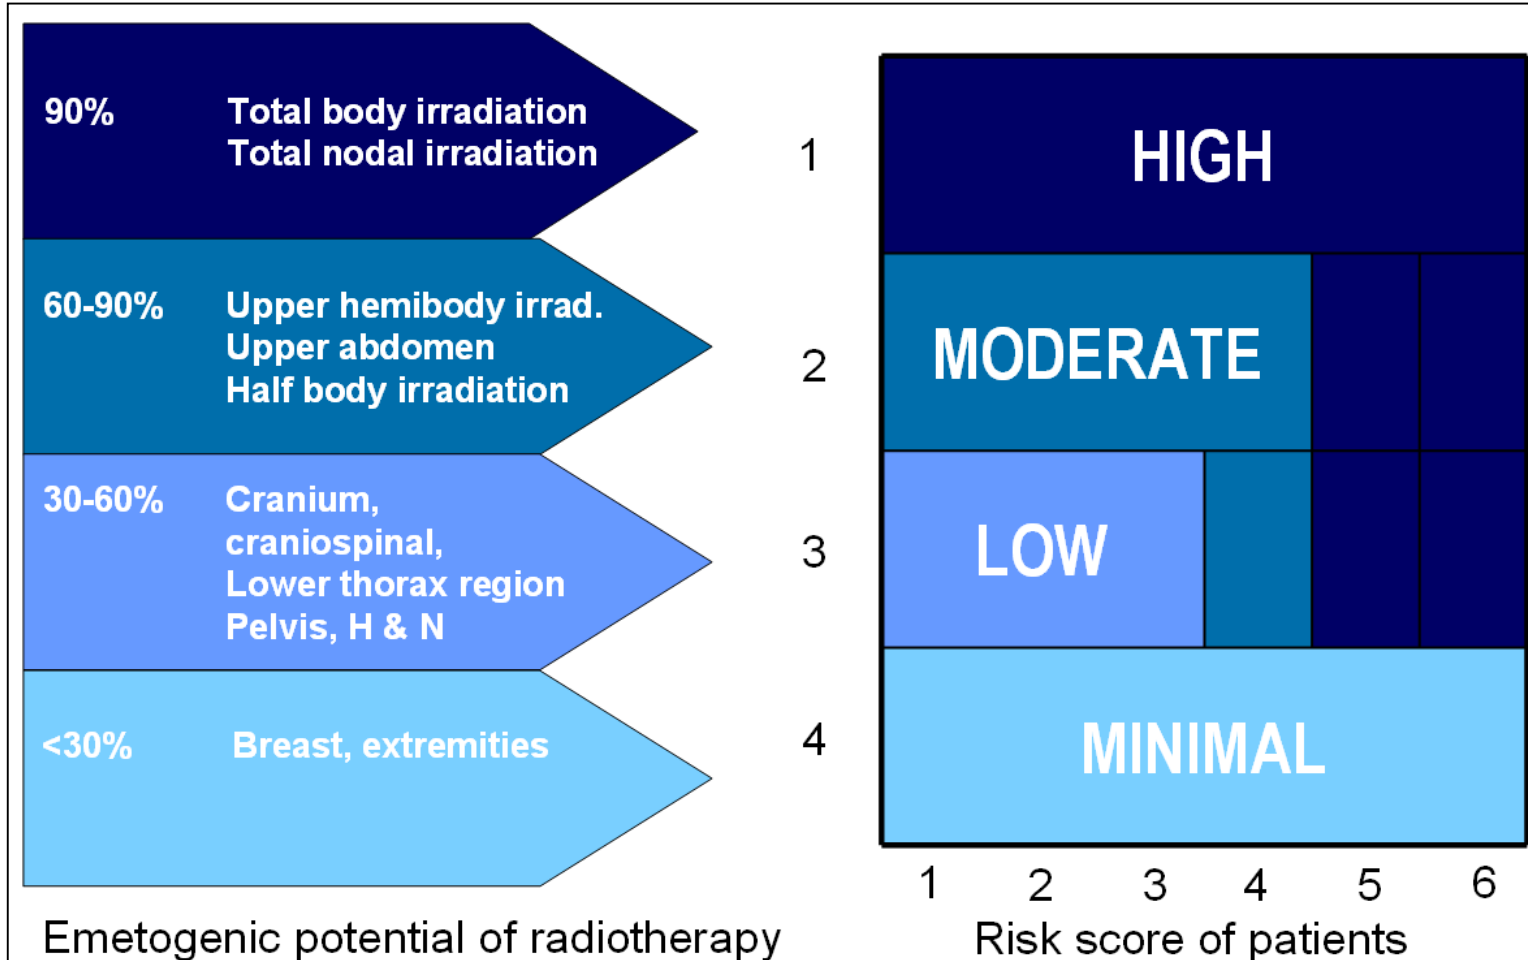 90% Total body irradiation
Total nodal irradiation
60-90% Upper hemibody irrad.
Upper abdomen
Half body irradiation
30-60% Cranium,
craniospinal,
Lower thorax region
Pelvis, H & N
<30% Breast, extremities
Emetogenic potential of radiotherapy
1 HIGH
2 MODERATE
3 LOW
4 MINIMAL
1 2 3 4 5 6
Risk score of patients